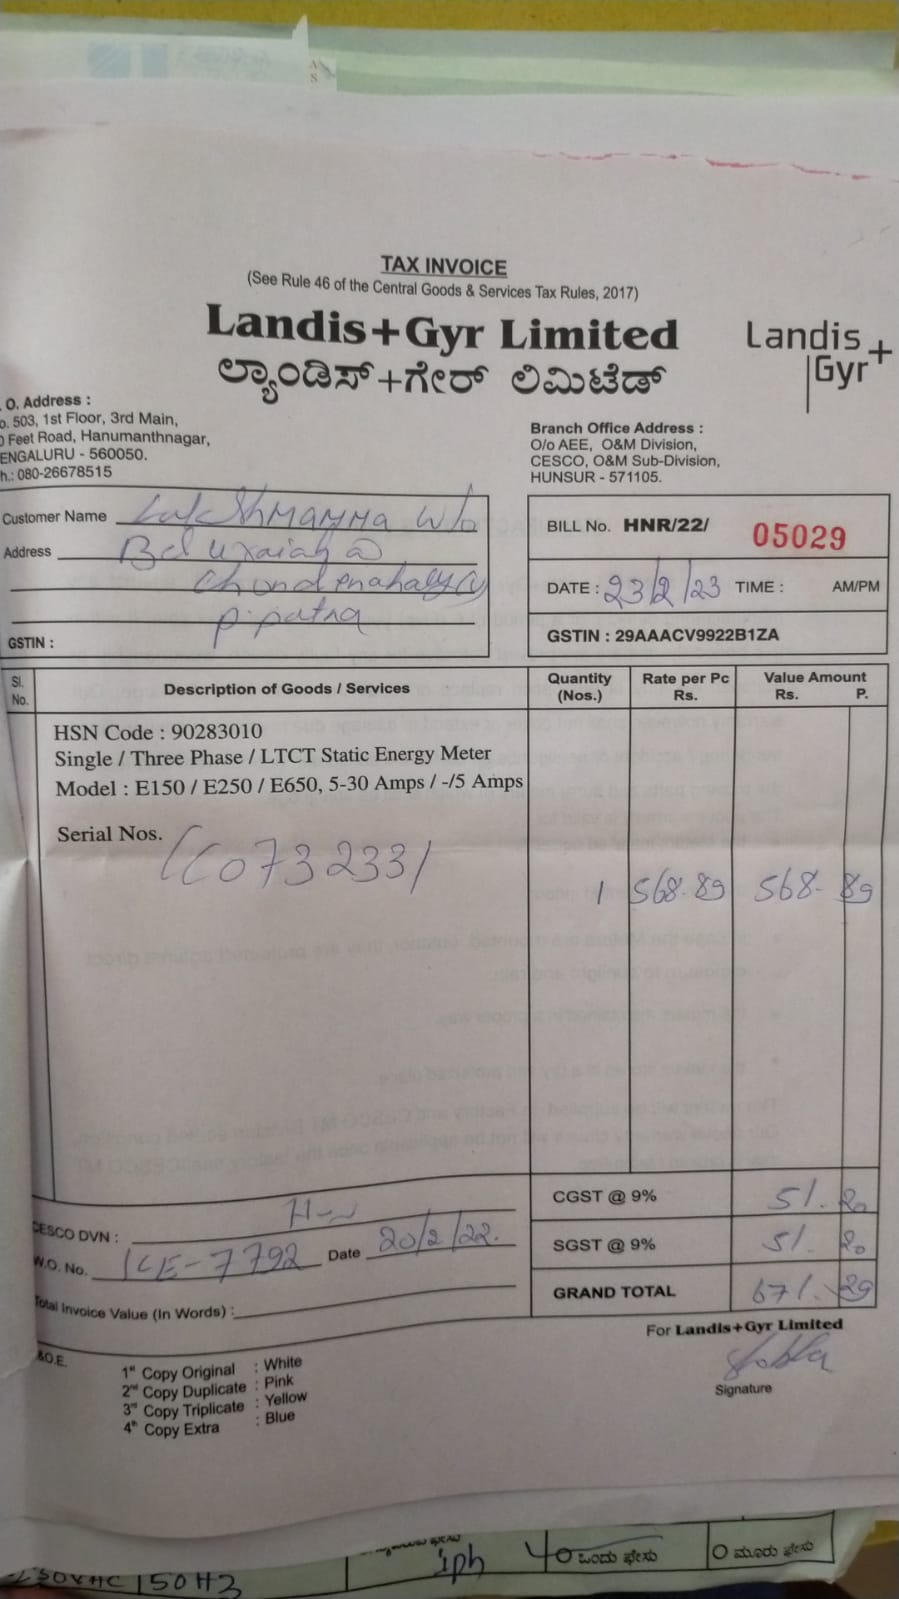 TAX INVOICE
(See Rule 46 of the Central Goods & Services Tax Rules, 2017)
Landis+Gyr Limited
ಲ್ಯಾಂಡಿಸ್+ಗೇರ್ ಲಿಮಿಟೆಡ್
Landis
Gyr+
. O. Address :
o. 503, 1st Floor, 3rd Main,
0 Feet Road, Hanumanthnagar,
ENGALURU - 560050.
h.: 080-26678515
Branch Office Address :
O/o AEE, O&M Division,
CESCO, O&M Sub-Division,
HUNSUR - 571105.
Customer Name Lakshmamma W/o
Address
P. patna
GSTIN :
BILL No. HNR/22/ 05029
DATE : 23/2/23 TIME : AM/PM
GSTIN : 29AAACV9922B1ZA
Sl. No. Description of Goods / Services Quantity (Nos.) Rate per Pc Rs. Value Amount Rs. P.
HSN Code : 90283010
Single / Three Phase / LTCT Static Energy Meter
Model : E150 / E250 / E650, 5-30 Amps / -/5 Amps
Serial Nos.
1 568-89 568-89
CGST @ 9% 51. 20
SGST @ 9% 51. 20
GRAND TOTAL 671. 29
CESCO DVN :
W.O. No. Date 20/2/22.
Total Invoice Value (In Words) :
&O.E.
1st Copy Original : White
2nd Copy Duplicate : Pink
3rd Copy Triplicate : Yellow
4th Copy Extra : Blue
For Landis+Gyr Limited
Signature
1ph
ಒಂದು ಫೇಸು
ಮೂರು ಫೇಸು
50HZ